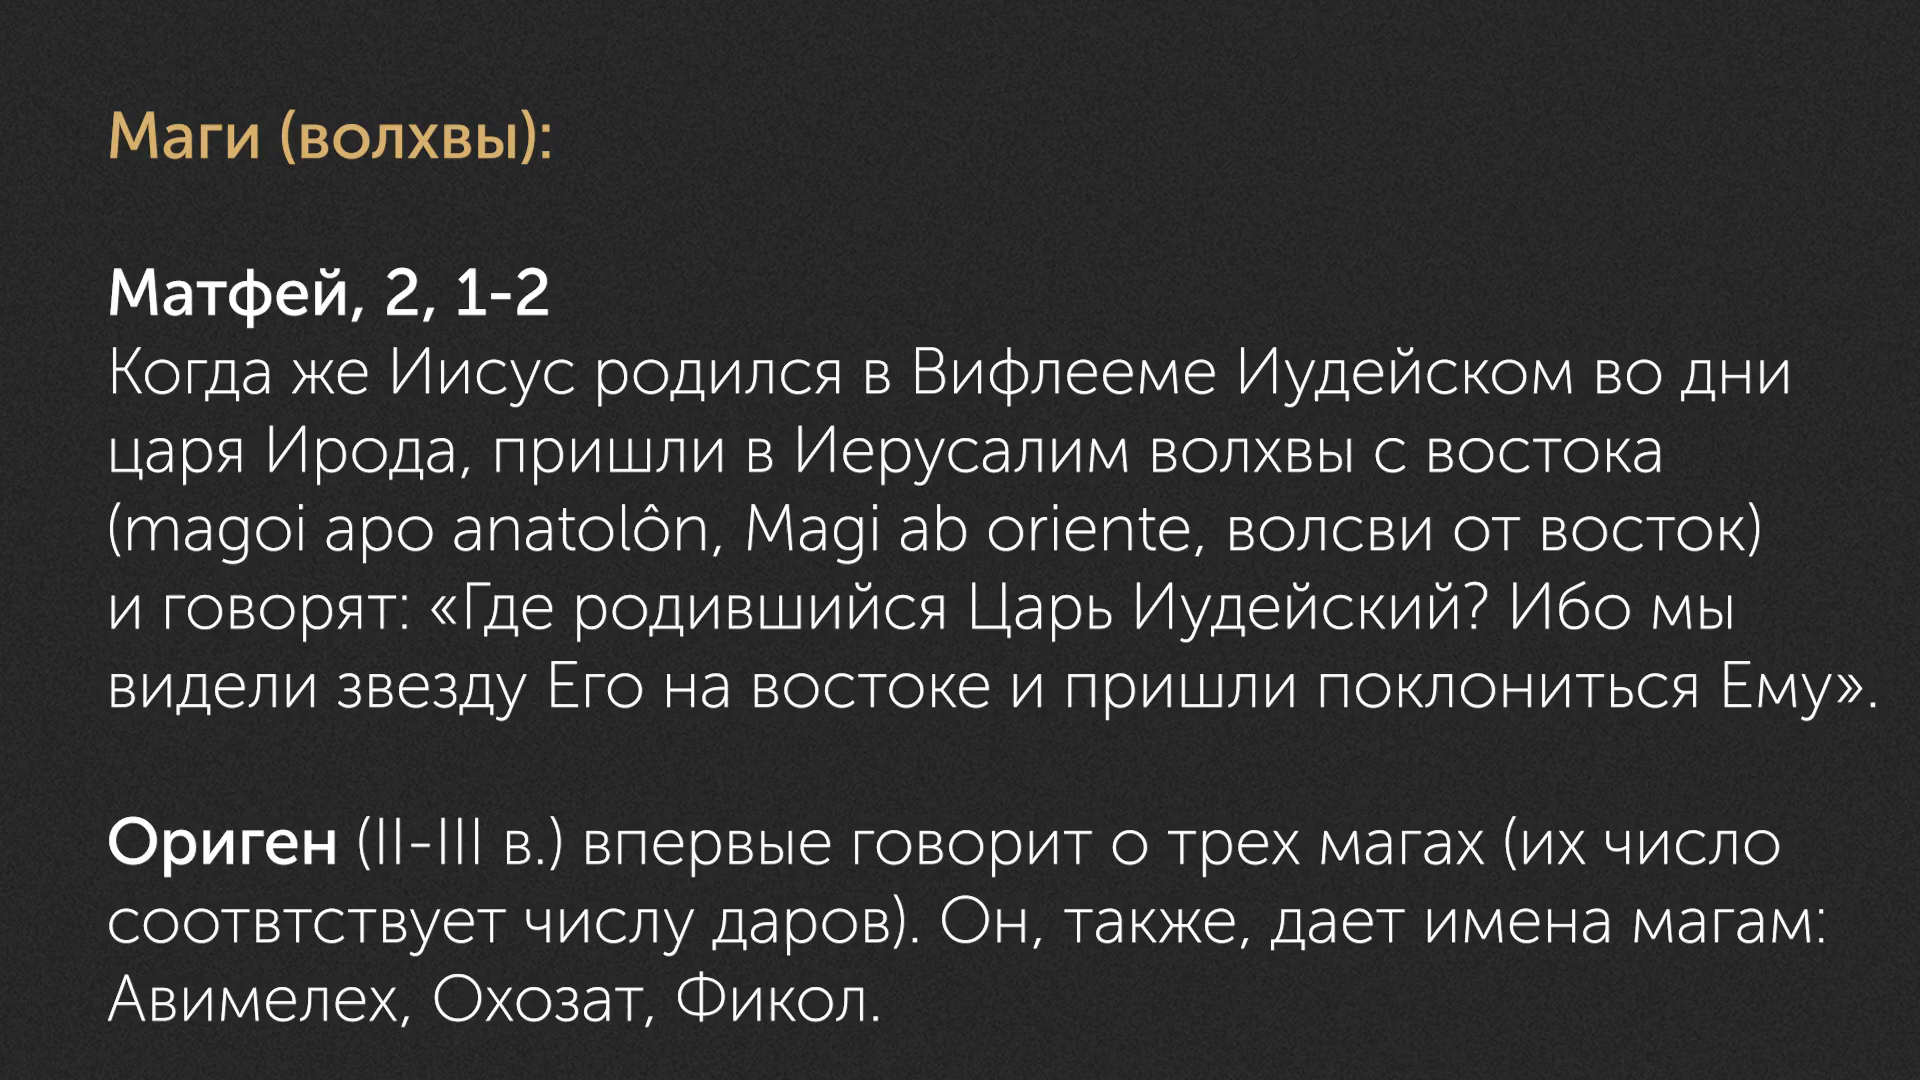 Маги (волхвы):
Матфей, 2, 1-2
Когда же Иисус родился в Вифлееме Иудейском во дни
царя Ирода, пришли в Иерусалим волхвы с востока
(magoi apo anatolôn, Magi ab oriente, волсви от восток)
и говорят: «Где родившийся Царь Иудейский? Ибо мы
видели звезду Его на востоке и пришли поклониться Ему».
Ориген (II-III в.) впервые говорит о трех магах (их число
соотвтствует числу даров). Он, также, дает имена магам:
Авимелех, Охозат, Фикол.